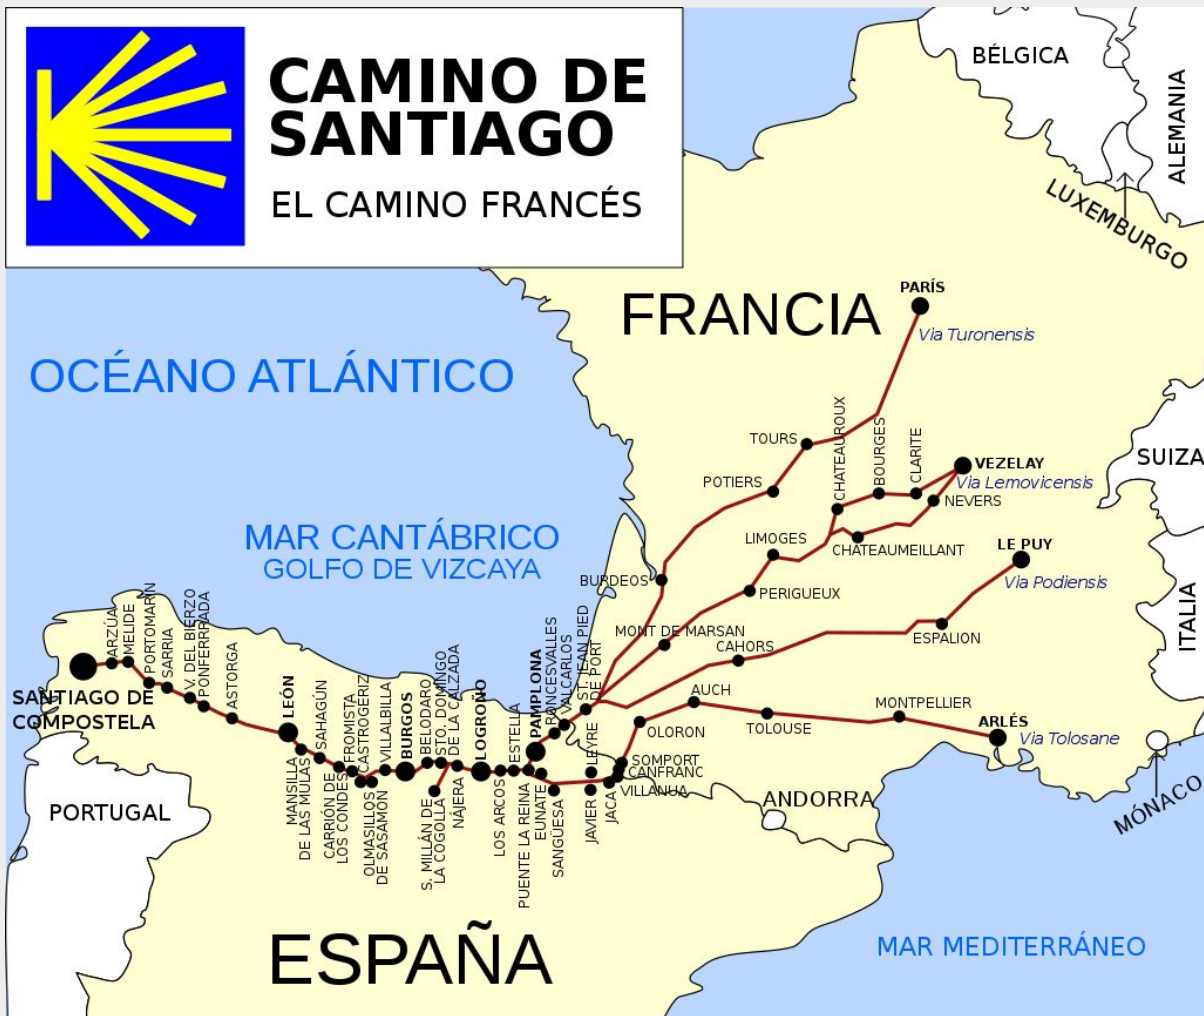 CAMINO DE
SANTIAGO
EL CAMINO FRANCÉS
BÉLGICA
ALEMANIA
LUXEMBURGO
FRANCIA
PARÍS
Via Turonensis
OCÉANO ATLÁNTICO
TOURS
CHATEAUROUX
BOURGES
CLARITE
SUIZA
VEZELAY
Via Lemovicensis
POTIERS
NEVERS
MAR CANTÁBRICO
GOLFO DE VIZCAYA
LIMOGES
CHATEAUMEILLANT
LE PUY
Via Podiensis
BURDEOS
PERIGUEUX
ITALIA
MONT DE MARSAN
CAHORS
ESPALION
SANTIAGO DE
COMPOSTELA
ARZÚA
MELIDE
PORTOMARÍN
SARRIA
V. DEL BIERZO
PONFERRADA
ASTORGA
LEÓN
SAHAGÚN
FROMISTA
CASTROGERIZ
VILLALBILLA
BURGOS
BELODARO
STO. DOMINGO
DE LA CALZADA
LOGROÑO
ESTELLA
PAMPLONA
RONCESVALLES
VALCARLOS
ST. JEAN PIED
DE PORT
LEYRE
AUCH
OLORON
TOLOUSE
MONTPELLIER
ARLÉS
Via Tolosane
SOMPORT
CANFRANC
VILLANUA
MANSILLA
DE LAS MULAS
CARRIÓN DE
LOS CONDES
OLMASILLOS
DE SASAMÓN
S. MILLÁN DE
LA COGOLLA
NÁJERA
LOS ARCOS
PUENTE LA REINA
EUNATE
SANGÜESA
JAVIER
JACA
ANDORRA
MÓNACO
PORTUGAL
ESPAÑA
MAR MEDITERRÁNEO